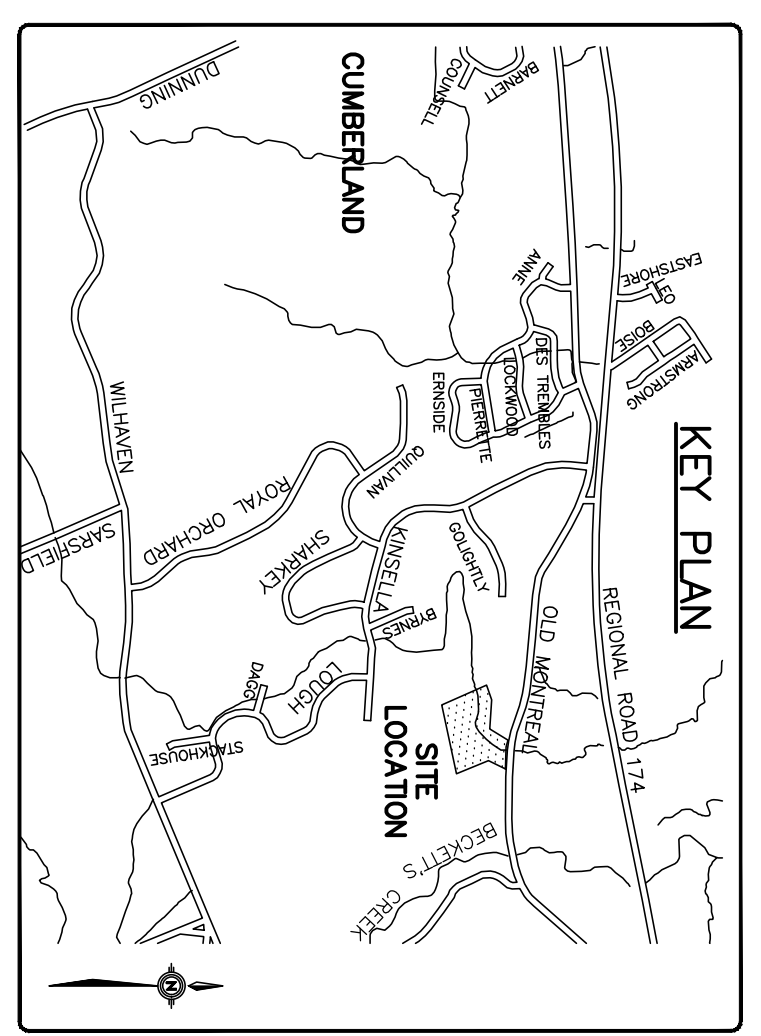 KEY PLAN
CUMBERLAND
DUNNING
COUNSELL
BARNETT
ANNE
EASTSHORE
LEO
BOISE
ARMSTRONG
DES TREMBLES
LOCKWOOD
PIERRETTE
ERNSIDE
WILHAVEN
QUILLIVAN
ROYAL ORCHARD
SARSFIELD
SHARKEY
KINSELLA
GOLIGHTLY
BYRNES
REGIONAL ROAD 174
OLD MONTREAL
DAGG
LOUGH
STACKHOUSE
SITE
LOCATION
BECKETT'S CREEK
N